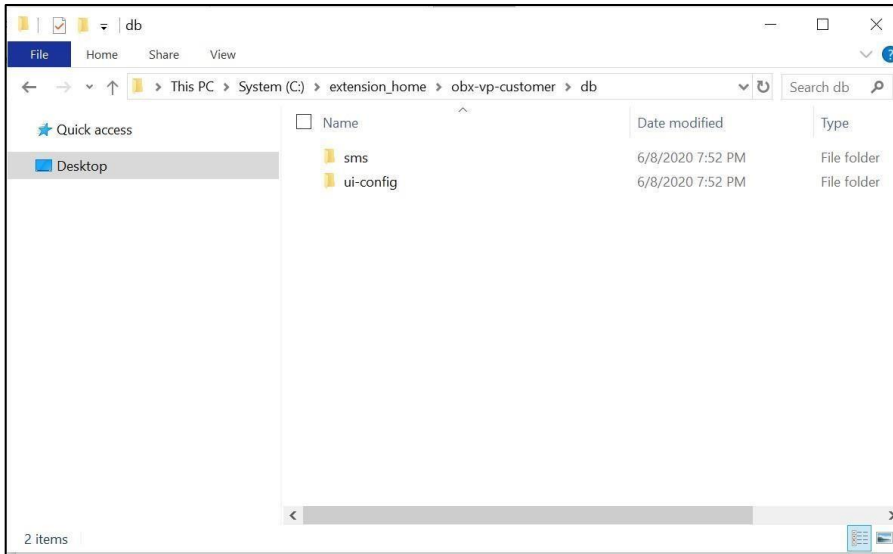 db
File Home Share View
This PC > System (C:) > extension_home > obx-vp-customer > db Search db
Quick access
Desktop
Name Date modified Type
sms 6/8/2020 7:52 PM File folder
ui-config 6/8/2020 7:52 PM File folder
2 items